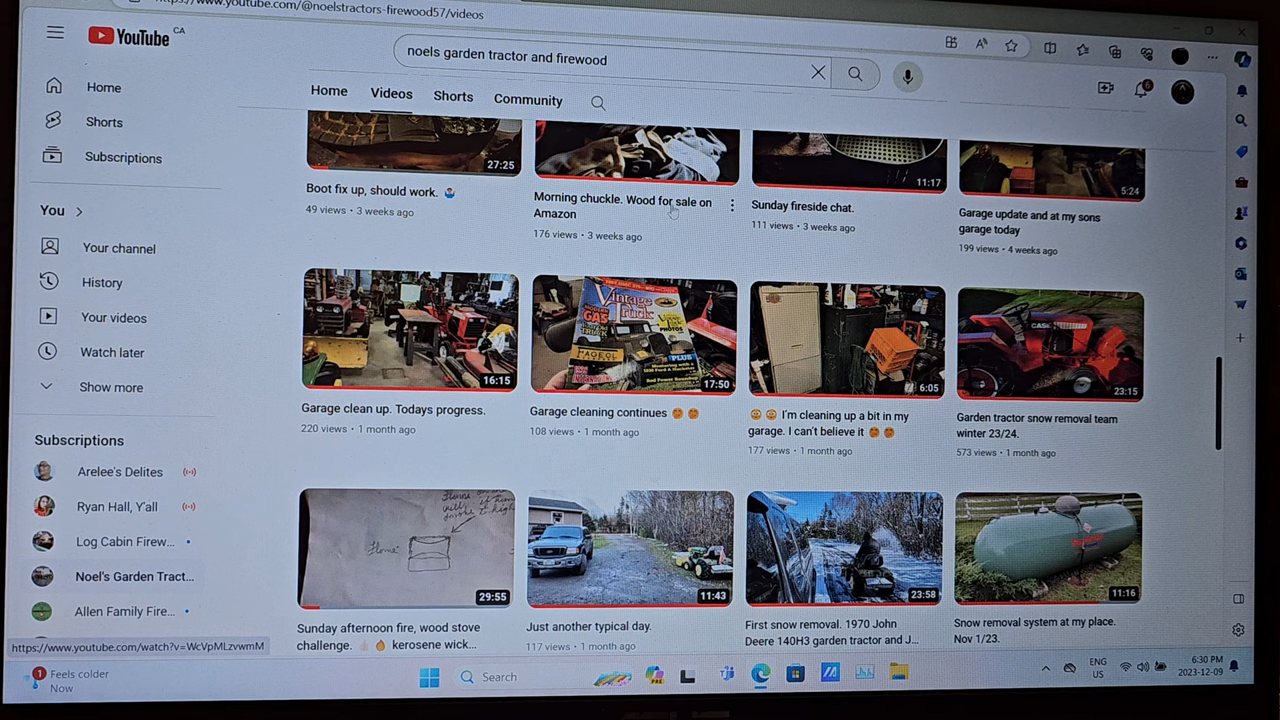 https://www.youtube.com/@noelstractors-firewood57/videos
YouTube CA
noels garden tractor and firewood
Home
Shorts
Subscriptions
You
Your channel
History
Your videos
Watch later
Show more
Subscriptions
Arelee's Delites
Ryan Hall, Y'all
Log Cabin Firew...
Noel's Garden Tract...
Allen Family Fire...
https://www.youtube.com/watch?v=WcVpMLzvwmM
Home Videos Shorts Community
27:25
11:17
5:24
Boot fix up, should work. 🤷
49 views • 3 weeks ago
Morning chuckle. Wood for sale on
Amazon
176 views • 3 weeks ago
Sunday fireside chat.
111 views • 3 weeks ago
Garage update and at my sons
garage today
199 views • 4 weeks ago
16:15
Vintage
Truck
GAS
HAGEOL
PLUS
17:50
6:05
CASE
23:15
Garage clean up. Todays progress.
220 views • 1 month ago
Garage cleaning continues
108 views • 1 month ago
I'm cleaning up a bit in my
garage. I can't believe it
177 views • 1 month ago
Garden tractor snow removal team
winter 23/24.
573 views • 1 month ago
Flome
29:55
11:43
23:58
11:16
Sunday afternoon fire, wood stove
challenge. 🔥 kerosene wick...
Just another typical day.
117 views • 1 month ago
First snow removal. 1970 John
Deere 140H3 garden tractor and J...
Snow removal system at my place.
Nov 1/23.
1
Feels colder
Now
Search
PRE
ENG
US
6:30 PM
2023-12-09